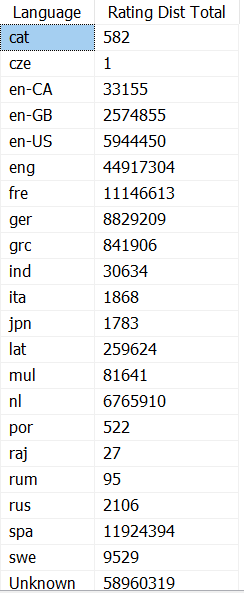 Language Rating Dist Total
cat 582
cze 1
en-CA 33155
en-GB 2574855
en-US 5944450
eng 44917304
fre 11146613
ger 8829209
grc 841906
ind 30634
ita 1868
jpn 1783
lat 259624
mul 81641
nl 6765910
por 522
raj 27
rum 95
rus 2106
spa 11924394
swe 9529
Unknown 58960319